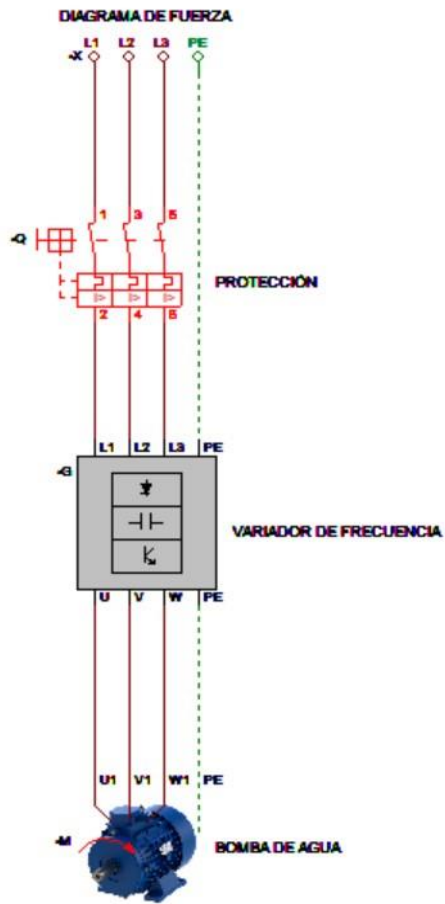 DIAGRAMA DE FUERZA
L1 L2 L3 PE
-X
1 3 5
-Q
PROTECCIÓN
2 4 6
L1 L2 L3 PE
-G
VARIADOR DE FRECUENCIA
U V W PE
U1 V1 W1 PE
-M
BOMBA DE AGUA